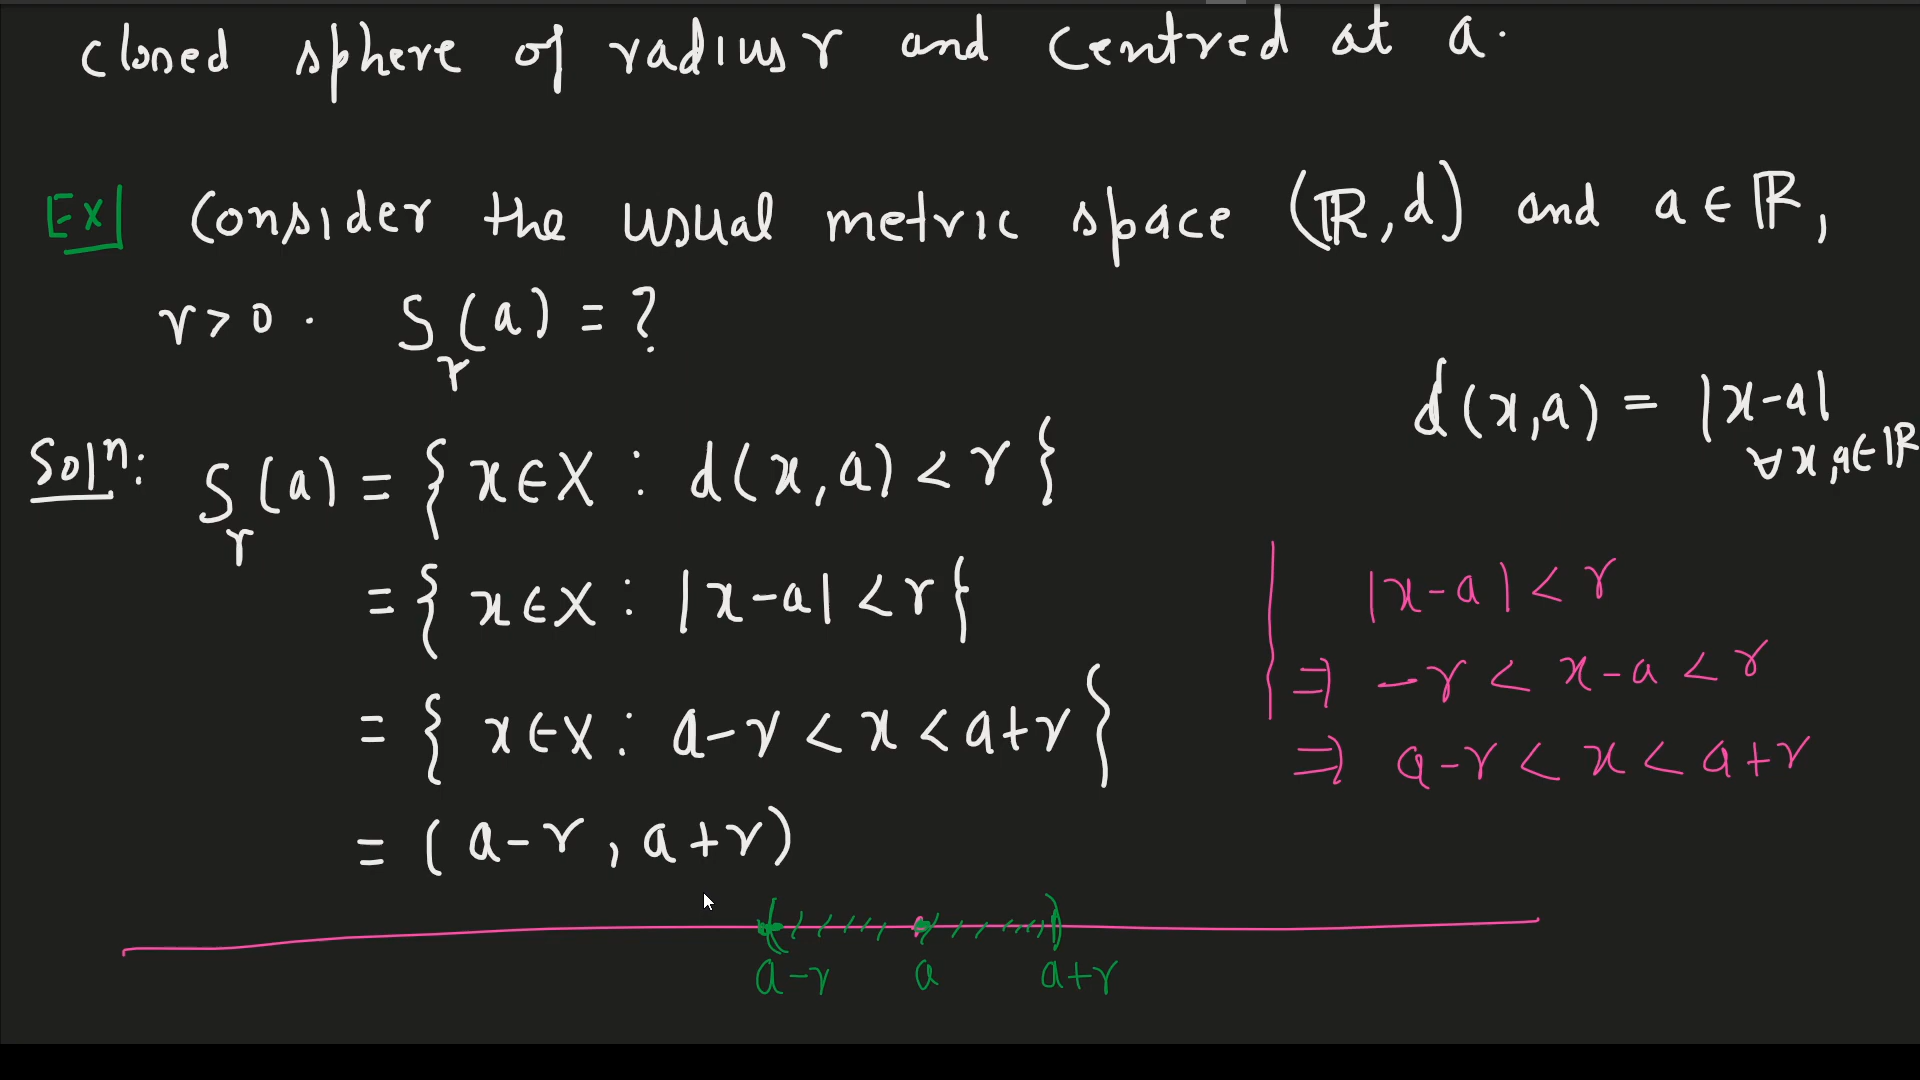 closed sphere of radius r and centred at a.
Ex Consider the usual metric space (ℝ, d) and a ∈ ℝ,
r > 0. S_r(a) = ?
d(x, a) = |x - a|
∀ x, a ∈ ℝ
Solⁿ: S_r(a) = { x ∈ X : d(x, a) < r }
= { x ∈ X : |x - a| < r }
= { x ∈ X : a - r < x < a + r }
= (a - r, a + r)
|x - a| < r
⇒ -r < x - a < r
⇒ a - r < x < a + r
a - r a a + r